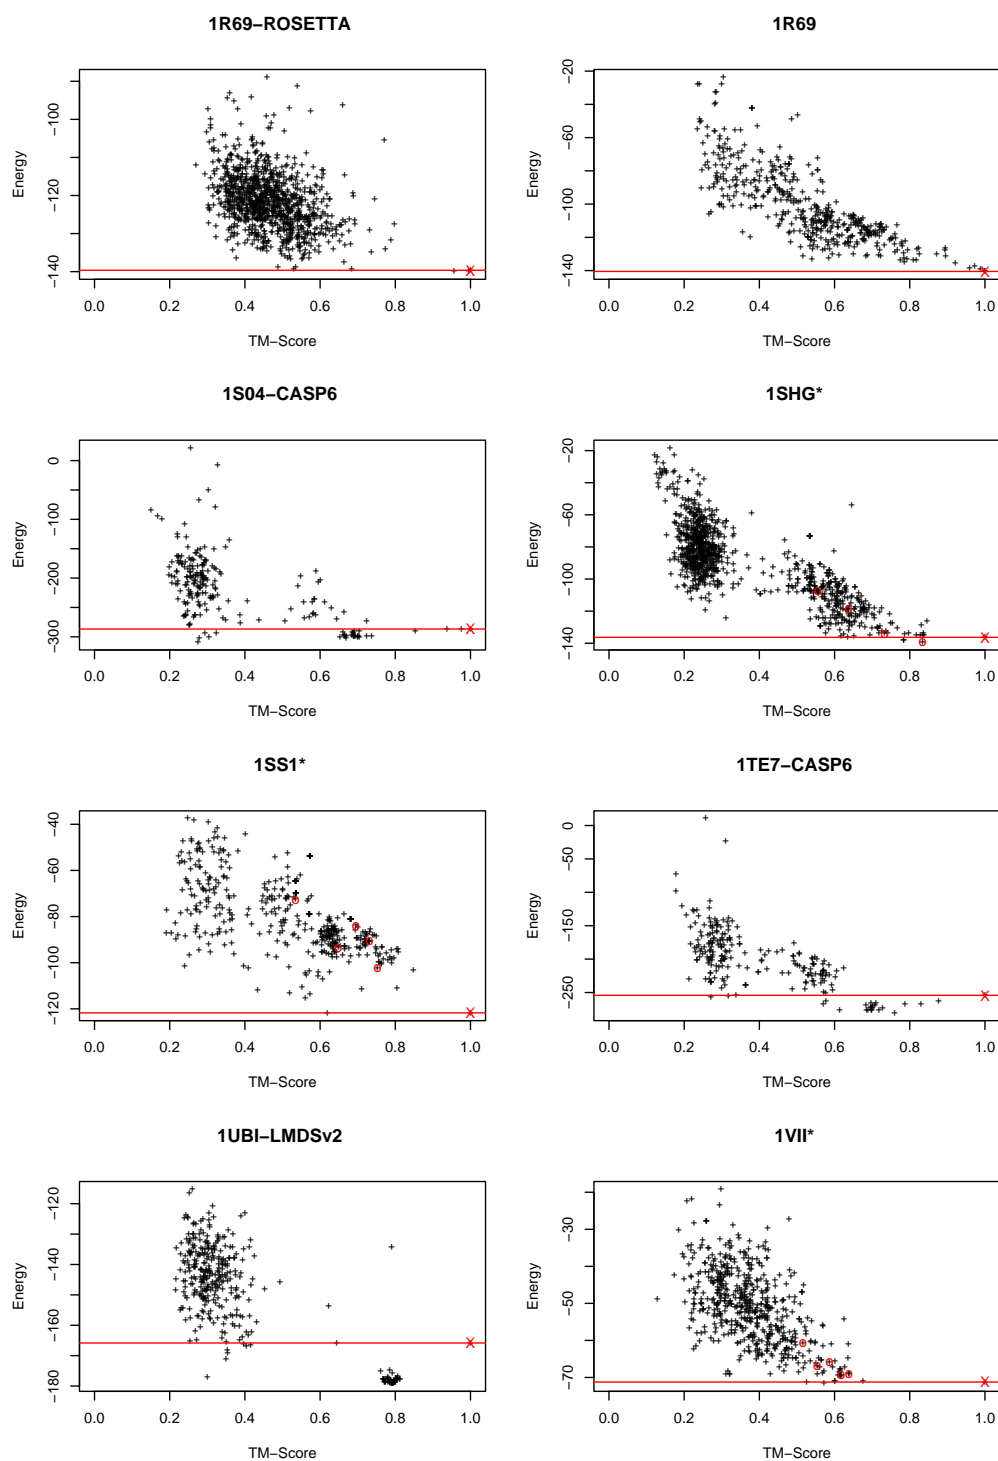 1R69−ROSETTA
Energy
−100
−120
−140
0.0 0.2 0.4 0.6 0.8 1.0
TM−Score
1R69
Energy
−20
−60
−100
−140
0.0 0.2 0.4 0.6 0.8 1.0
TM−Score
1S04−CASP6
Energy
0
−100
−200
−300
0.0 0.2 0.4 0.6 0.8 1.0
TM−Score
1SHG*
Energy
−20
−60
−100
−140
0.0 0.2 0.4 0.6 0.8 1.0
TM−Score
1SS1*
Energy
−40
−60
−80
−100
−120
0.0 0.2 0.4 0.6 0.8 1.0
TM−Score
1TE7−CASP6
Energy
0
−50
−150
−250
0.0 0.2 0.4 0.6 0.8 1.0
TM−Score
1UBI−LMDSv2
Energy
−120
−140
−160
−180
0.0 0.2 0.4 0.6 0.8 1.0
TM−Score
1VII*
Energy
−30
−50
−70
0.0 0.2 0.4 0.6 0.8 1.0
TM−Score